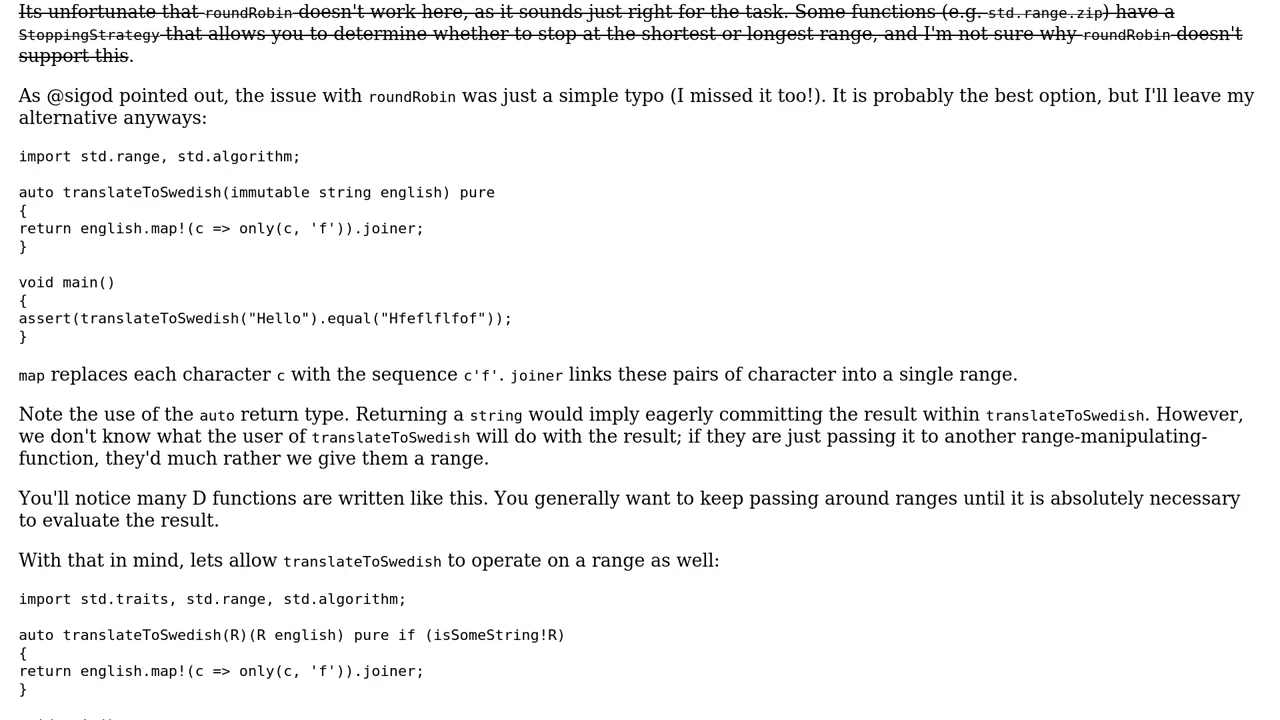 Its unfortunate that roundRobin doesn't work here, as it sounds just right for the task. Some functions (e.g. std.range.zip) have a
StoppingStrategy that allows you to determine whether to stop at the shortest or longest range, and I'm not sure why roundRobin doesn't
support this.
As @sigod pointed out, the issue with roundRobin was just a simple typo (I missed it too!). It is probably the best option, but I'll leave my
alternative anyways:
import std.range, std.algorithm;
auto translateToSwedish(immutable string english) pure
{
return english.map!(c => only(c, 'f')).joiner;
}
void main()
{
assert(translateToSwedish("Hello").equal("Hfeflflfof"));
}
map replaces each character c with the sequence c'f'. joiner links these pairs of character into a single range.
Note the use of the auto return type. Returning a string would imply eagerly committing the result within translateToSwedish. However,
we don't know what the user of translateToSwedish will do with the result; if they are just passing it to another range-manipulating-
function, they'd much rather we give them a range.
You'll notice many D functions are written like this. You generally want to keep passing around ranges until it is absolutely necessary
to evaluate the result.
With that in mind, lets allow translateToSwedish to operate on a range as well:
import std.traits, std.range, std.algorithm;
auto translateToSwedish(R)(R english) pure if (isSomeString!R)
{
return english.map!(c => only(c, 'f')).joiner;
}